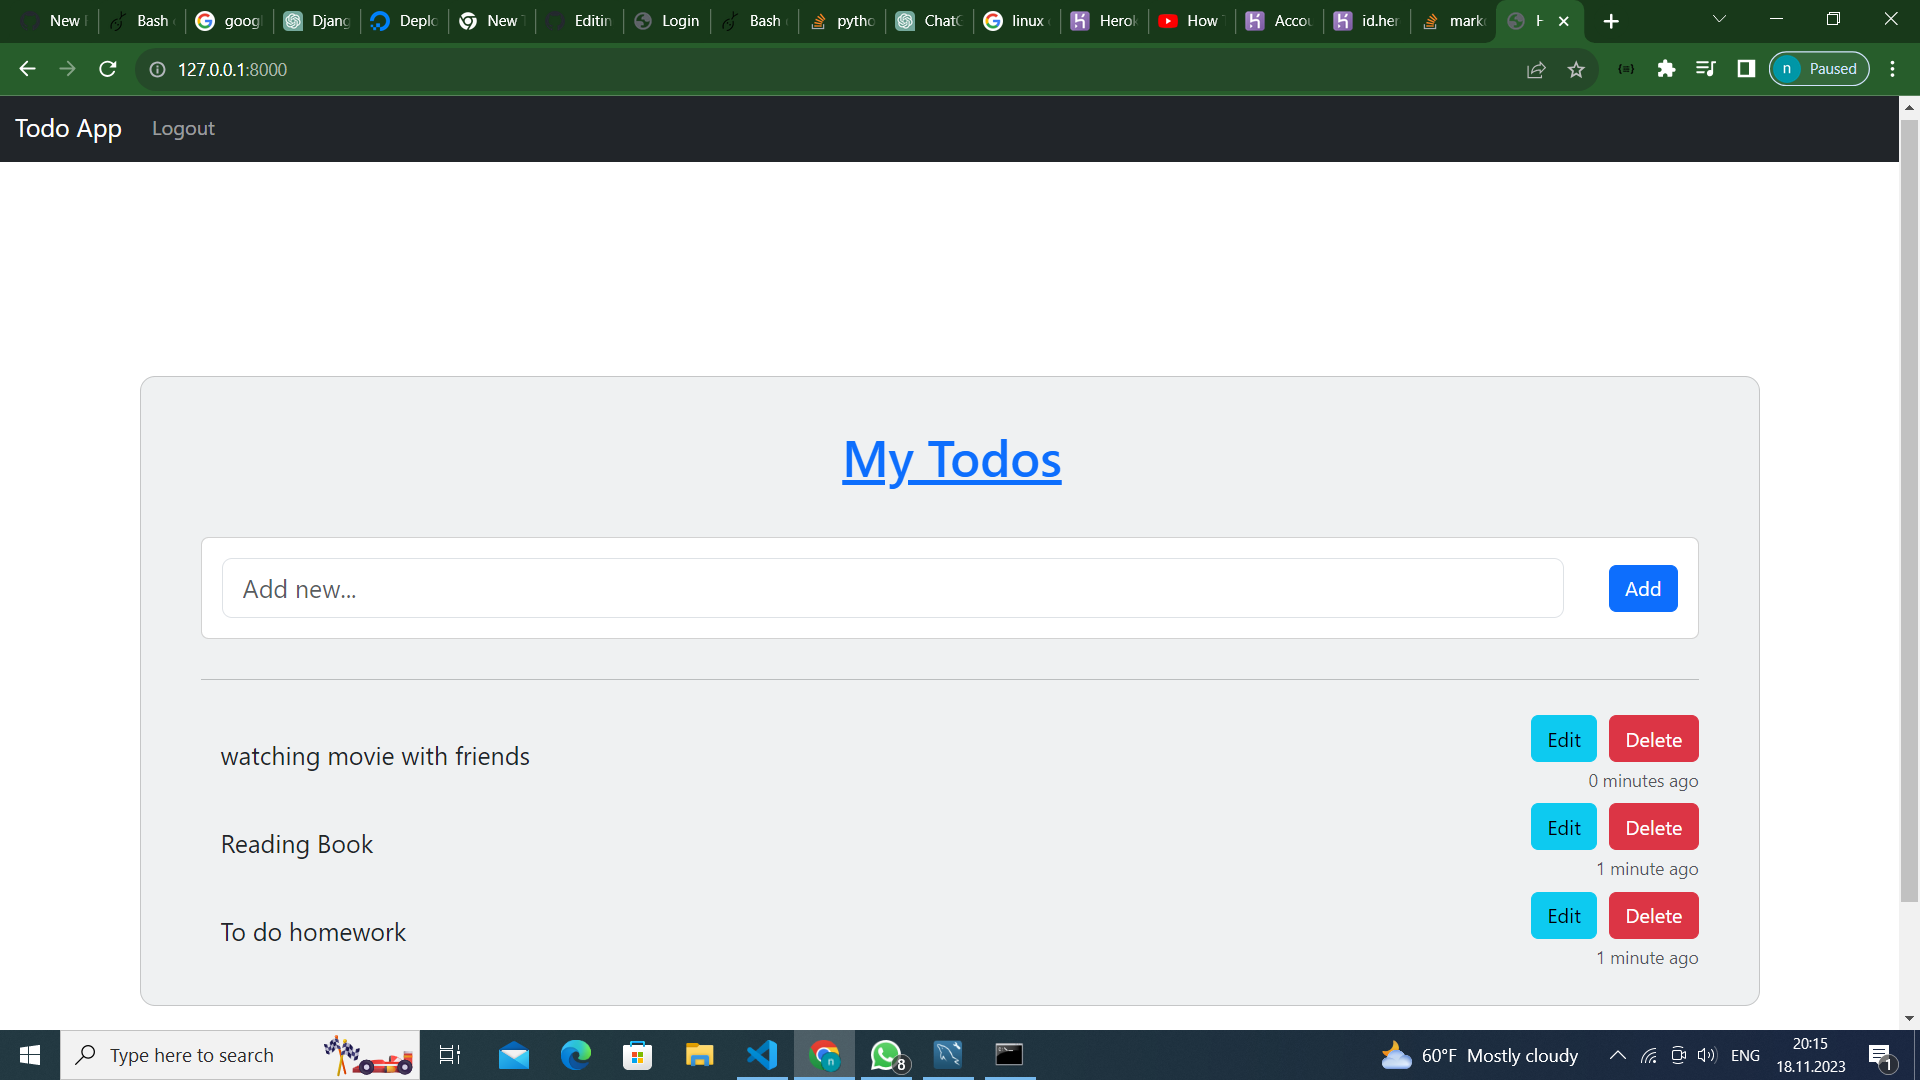 New Bash googl Djang Deplo New T Editin Login Bash pytho ChatG linux Herok How Accou id.her mark H
127.0.0.1:8000 n Paused
Todo App Logout
My Todos
Add new... Add
Edit Delete
watching movie with friends
0 minutes ago
Edit Delete
Reading Book
1 minute ago
Edit Delete
To do homework
1 minute ago
Type here to search n 8 60°F Mostly cloudy ENG 20:15
18.11.2023 1